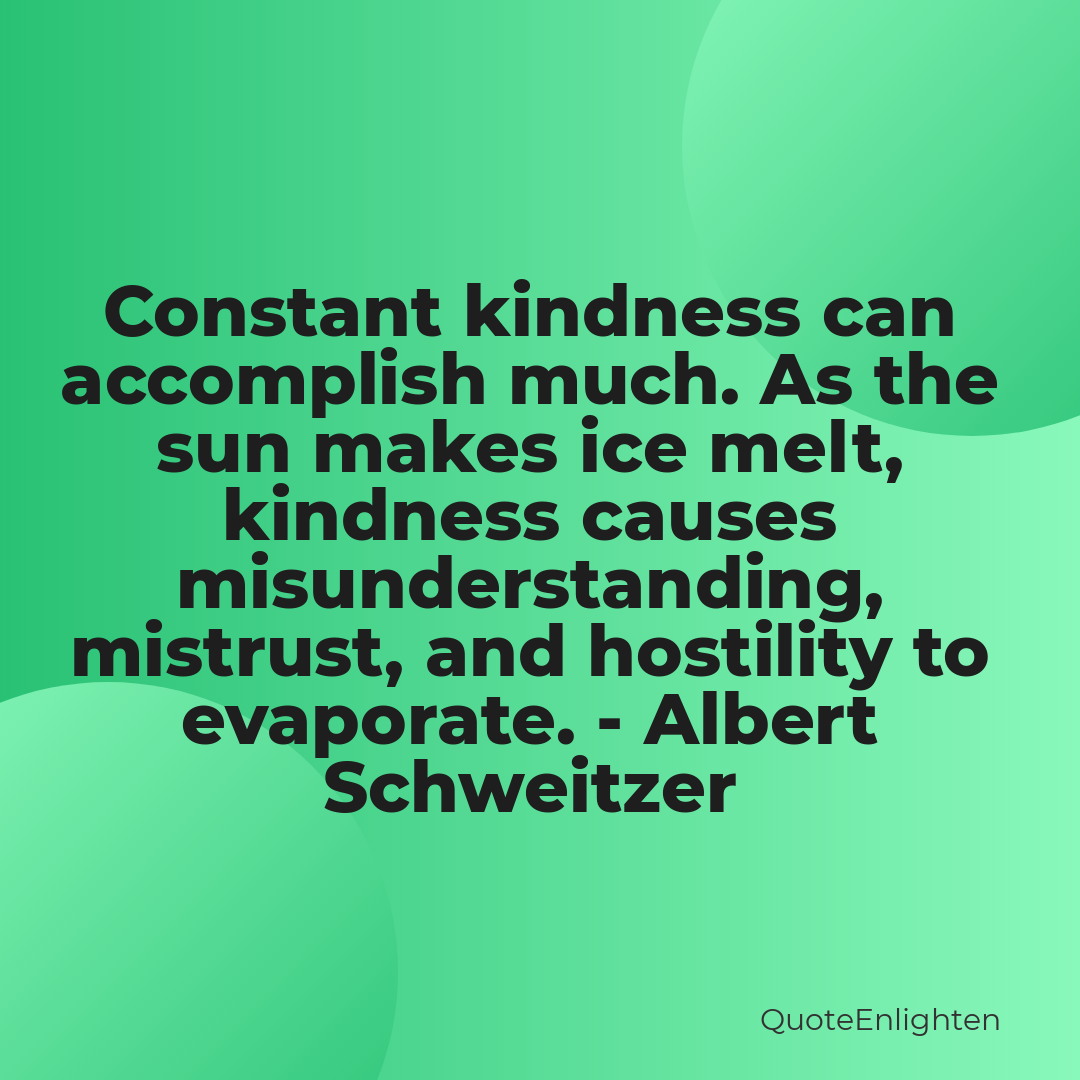 Constant kindness can
accomplish much. As the
sun makes ice melt,
kindness causes
misunderstanding,
mistrust, and hostility to
evaporate. - Albert
Schweitzer
QuoteEnlighten